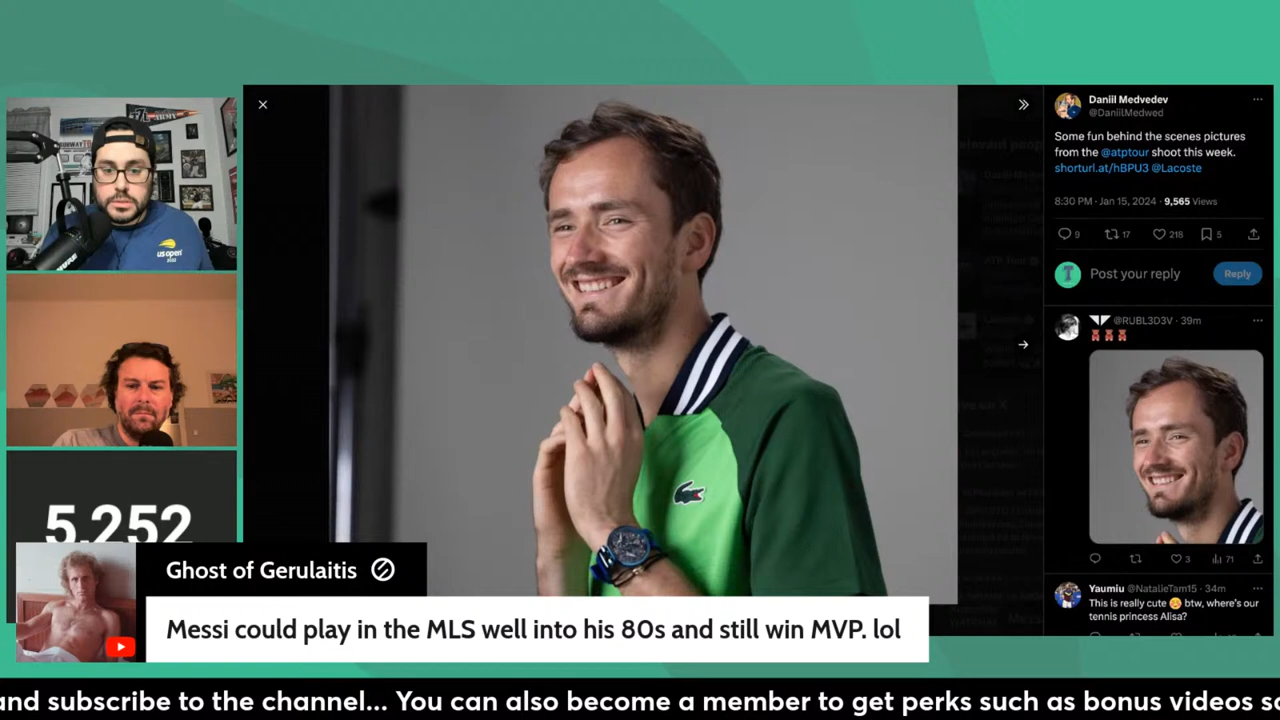 us open
5,252
Ghost of Gerulaitis
Messi could play in the MLS well into his 80s and still win MVP. lol
and subscribe to the channel... You can also become a member to get perks such as bonus videos
Daniil Medvedev
@DaniilMedwed
Some fun behind the scenes pictures
from the @atptour shoot this week.
shorturl.at/hBPU3 @Lacoste
8:30 PM · Jan 15, 2024 · 9,565 Views
9 17 218 5
Post your reply
Reply
@RUBL3D3V · 39m
3 71
Yaumiu @NatalieTam15 · 34m
This is really cute btw, where's our
tennis princess Alisa?